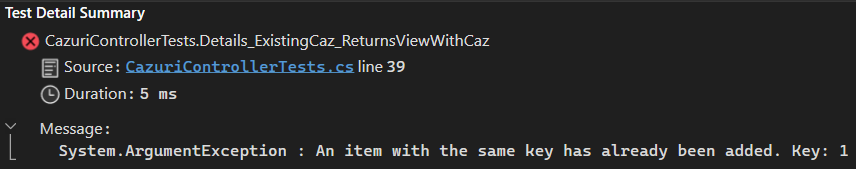 Test Detail Summary
CazuriControllerTests.Details_ExistingCaz_ReturnsViewWithCaz
Source: CazuriControllerTests.cs line 39
Duration: 5 ms
Message:
System.ArgumentException : An item with the same key has already been added. Key: 1